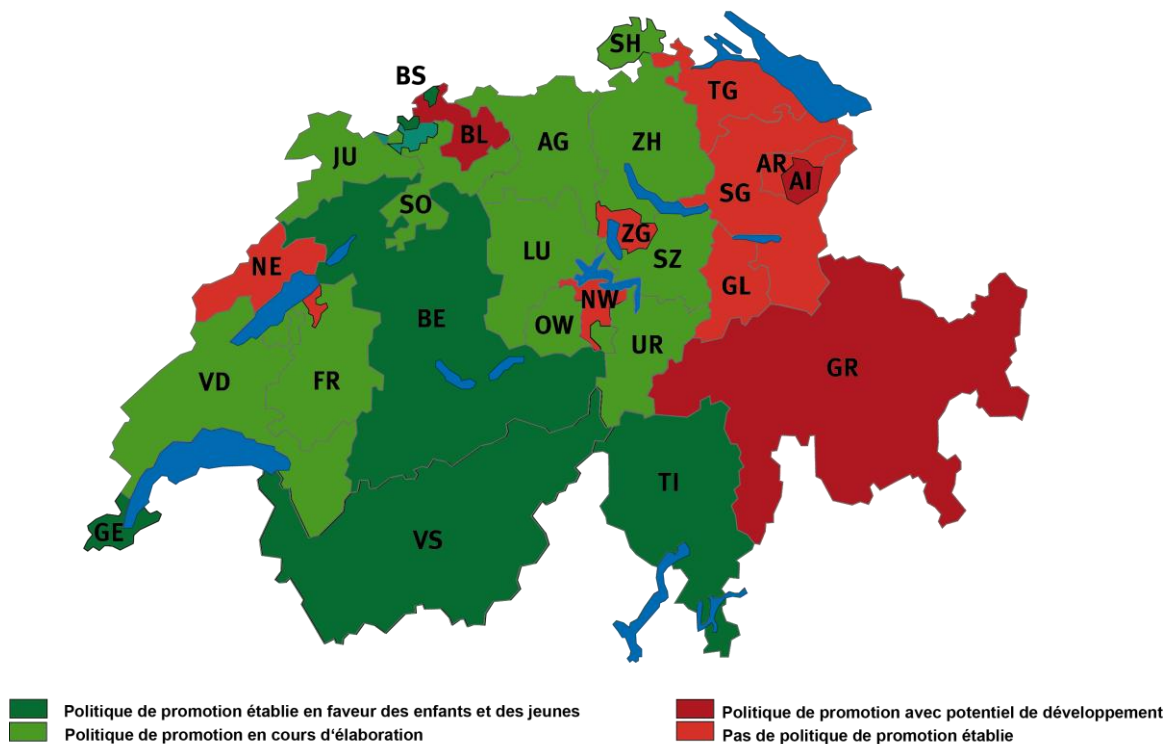 SH
BS
TG
BL
AG
ZH
JU
AR
AI
SG
SO
ZG
LU
SZ
NE
GL
NW
BE
OW
UR
GR
VD
FR
TI
GE
VS
Politique de promotion établie en faveur des enfants et des jeunes
Politique de promotion en cours d‘élaboration
Politique de promotion avec potentiel de développement
Pas de politique de promotion établie